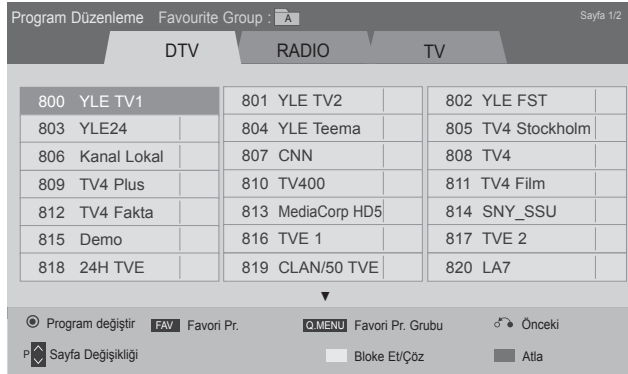 Program Düzenleme Favourite Group : A Sayfa 1/2
DTV RADIO TV
800 YLE TV1 801 YLE TV2 802 YLE FST
803 YLE24 804 YLE Teema 805 TV4 Stockholm
806 Kanal Lokal 807 CNN 808 TV4
809 TV4 Plus 810 TV400 811 TV4 Film
812 TV4 Fakta 813 MediaCorp HD5 814 SNY_SSU
815 Demo 816 TVE 1 817 TVE 2
818 24H TVE 819 CLAN/50 TVE 820 LA7
Program değiştir FAV Favori Pr. Q.MENU Favori Pr. Grubu Önceki
P Sayfa Değişikliği Bloke Et/Çöz Atla